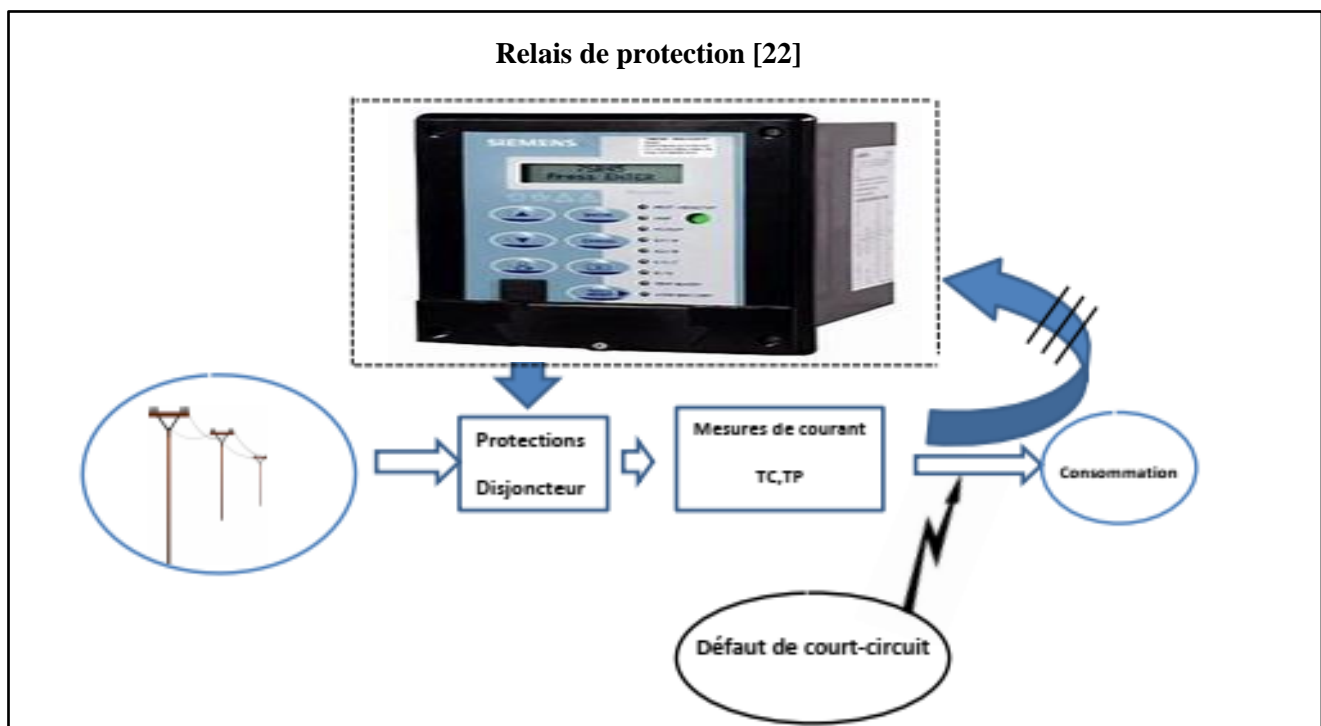 Relais de protection [22]
SIEMENS
Press ENTER
Protections
Disjoncteur
Mesures de courant
TC,TP
Consommation
Défaut de court-circuit